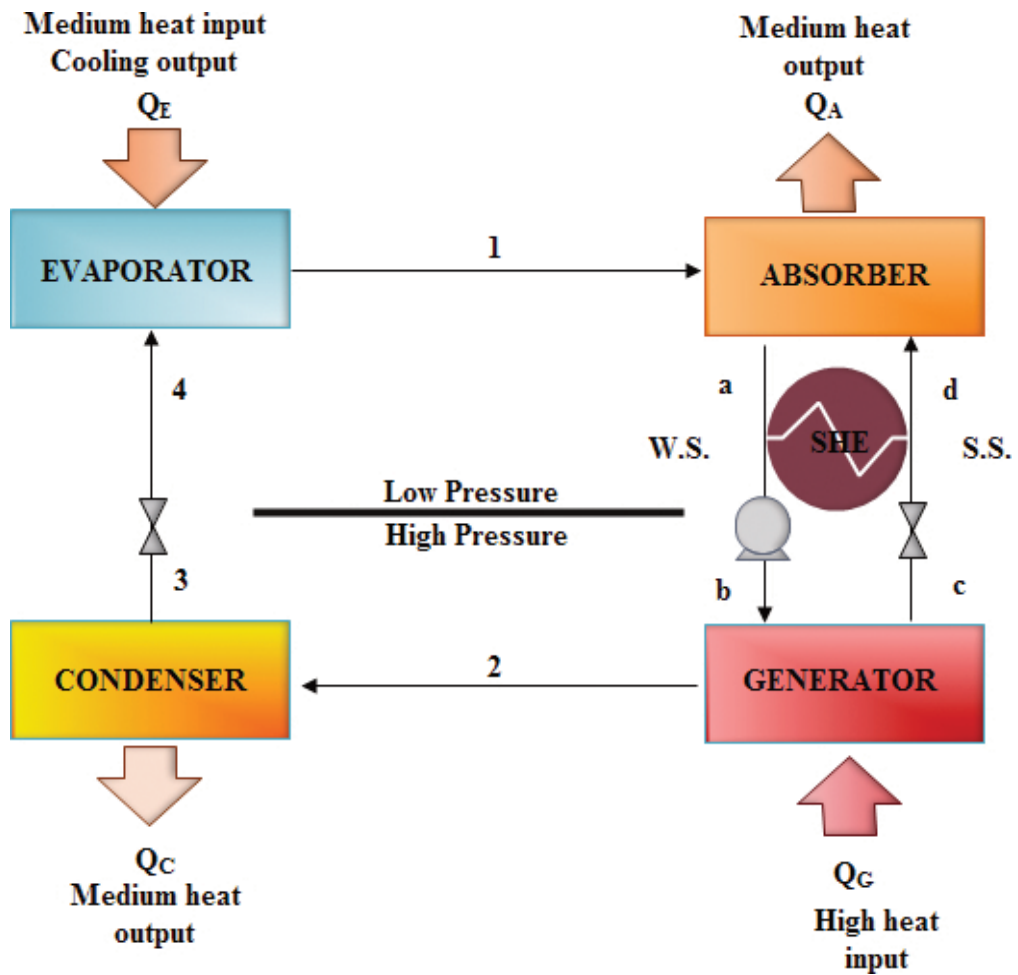 Medium heat input
Cooling output
QE
Medium heat
output
QA
EVAPORATOR
1
ABSORBER
4
a
d
W.S.
SHE
S.S.
Low Pressure
High Pressure
3
b
c
CONDENSER
2
GENERATOR
QC
Medium heat
output
QG
High heat
input